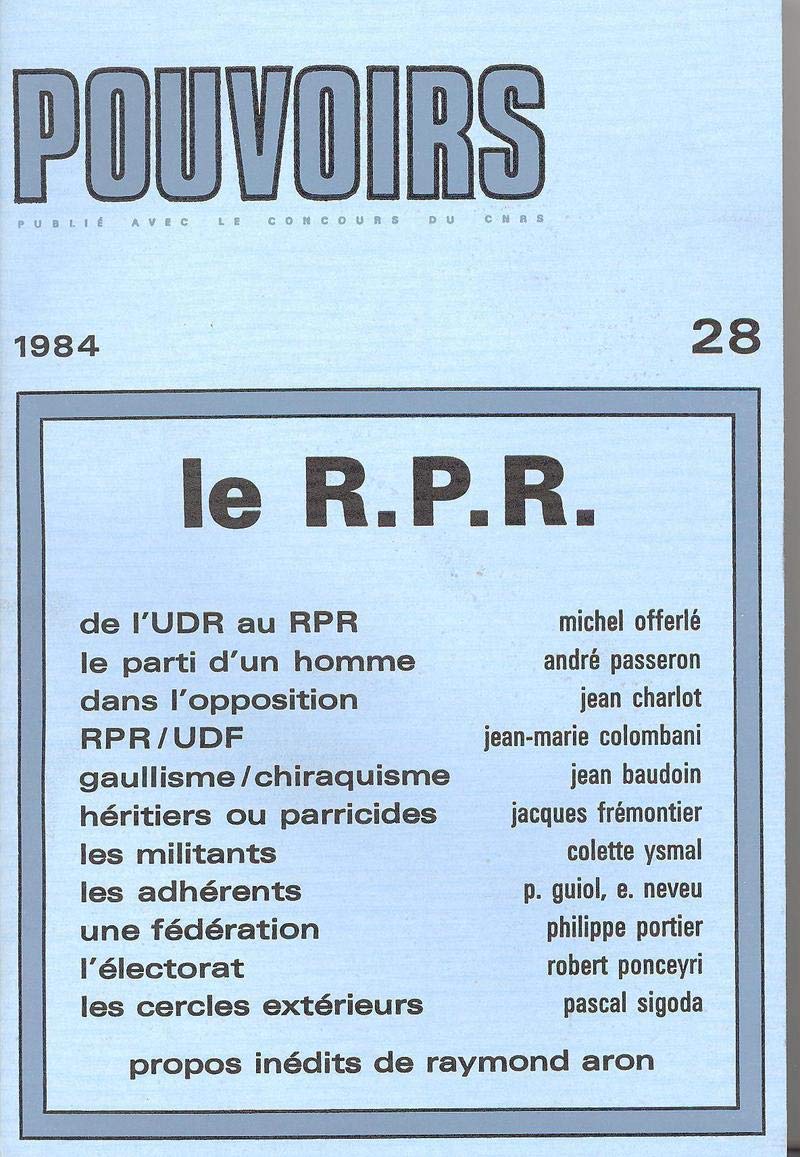 POUVOIRS
PUBLIÉ AVEC LE CONCOURS DU CNRS
1984 28
le R.P.R.
de l'UDR au RPR michel offerlé
le parti d'un homme andré passeron
dans l'opposition jean charlot
RPR/UDF jean-marie colombani
gaullisme/chiraquisme jean baudoin
héritiers ou parricides jacques frémontier
les militants colette ysmal
les adhérents p. guiol, e. neveu
une fédération philippe portier
l'électorat robert ponceyri
les cercles extérieurs pascal sigoda
propos inédits de raymond aron